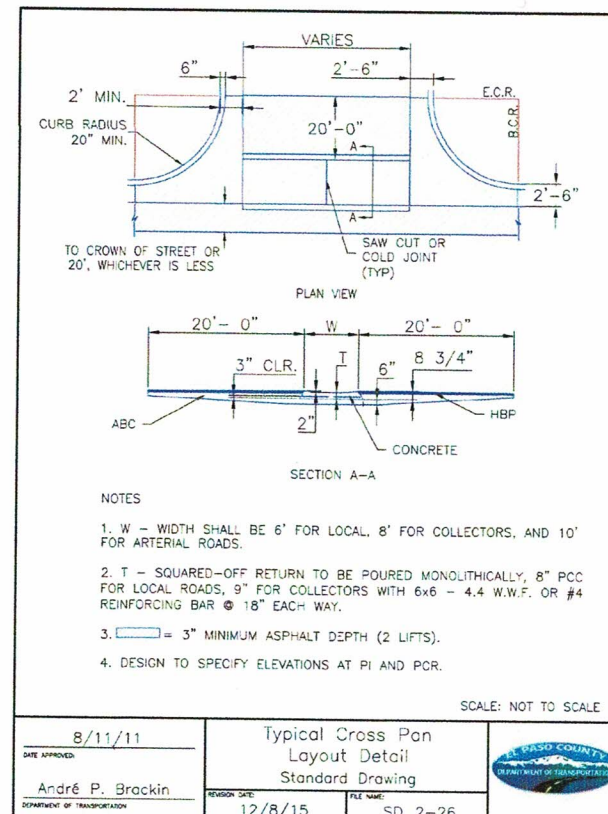 VARIES
6"
2'-6"
E.C.R.
2' MIN.
B.C.R.
CURB RADIUS
20" MIN.
20'-0"
A
A
2'-6"
TO CROWN OF STREET OR
20', WHICHEVER IS LESS
SAW CUT OR
COLD JOINT
(TYP)
PLAN VIEW
20'- 0"
W
20'- 0"
3" CLR.
T
6"
8 3/4"
ABC
2"
HBP
CONCRETE
SECTION A-A
NOTES
1. W – WIDTH SHALL BE 6' FOR LOCAL, 8' FOR COLLECTORS, AND 10'
FOR ARTERIAL ROADS.
2. T – SQUARED-OFF RETURN TO BE POURED MONOLITHICALLY, 8" PCC
FOR LOCAL ROADS, 9" FOR COLLECTORS WITH 6x6 – 4.4 W.W.F. OR #4
REINFORCING BAR @ 18" EACH WAY.
3. = 3" MINIMUM ASPHALT DEPTH (2 LIFTS).
4. DESIGN TO SPECIFY ELEVATIONS AT PI AND PCR.
SCALE: NOT TO SCALE
8/11/11
DATE APPROVED:
André P. Brackin
DEPARTMENT OF TRANSPORTATION
Typical Cross Pan
Layout Detail
Standard Drawing
REVISION DATE:
12/8/15
FILE NAME:
SD 2-26
EL PASO COUNTY
DEPARTMENT OF TRANSPORTATION